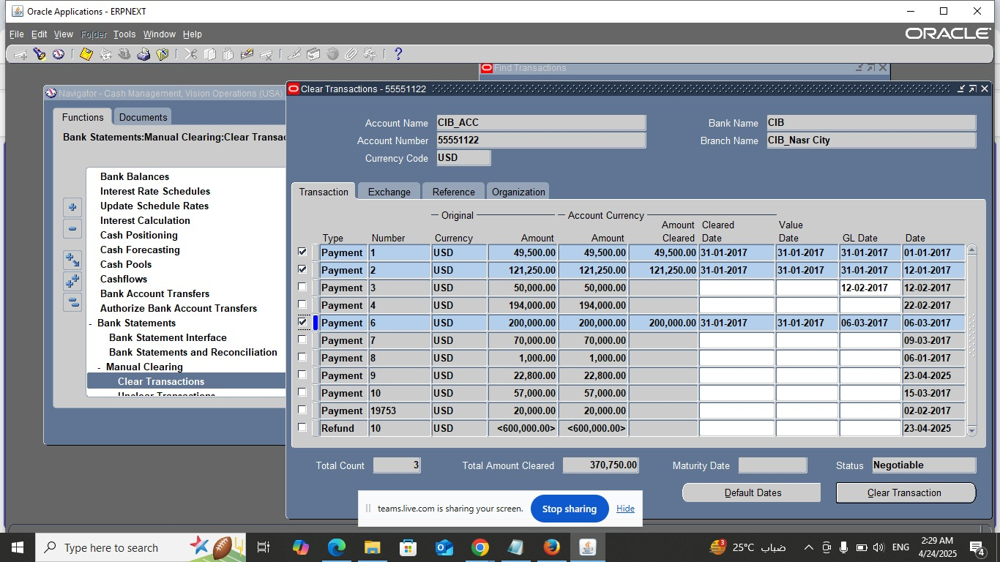 Oracle Applications - ERPNEXT
File Edit View Folder Tools Window Help
ORACLE
Find Transactions
Navigator - Cash Management, Vision Operations (USA)
Clear Transactions - 55551122
Functions Documents
Bank Statements:Manual Clearing:Clear Transac
Bank Balances
Interest Rate Schedules
Update Schedule Rates
Interest Calculation
Cash Positioning
Cash Forecasting
Cash Pools
Cashflows
Bank Account Transfers
Authorize Bank Account Transfers
- Bank Statements
Bank Statement Interface
Bank Statements and Reconciliation
- Manual Clearing
Clear Transactions
Unclear Transactions
Account Name CIB_ACC Bank Name CIB
Account Number 55551122 Branch Name CIB_Nasr City
Currency Code USD
Transaction Exchange Reference Organization
Original Account Currency
Amount Cleared Value
Type Number Currency Amount Amount Cleared Date Date GL Date Date
Payment 1 USD 49,500.00 49,500.00 49,500.00 31-01-2017 31-01-2017 31-01-2017 01-01-2017
Payment 2 USD 121,250.00 121,250.00 121,250.00 31-01-2017 31-01-2017 31-01-2017 12-01-2017
Payment 3 USD 50,000.00 50,000.00 12-02-2017 12-02-2017
Payment 4 USD 194,000.00 194,000.00 22-02-2017
Payment 6 USD 200,000.00 200,000.00 200,000.00 31-01-2017 31-01-2017 06-03-2017 06-03-2017
Payment 7 USD 70,000.00 70,000.00 09-03-2017
Payment 8 USD 1,000.00 1,000.00 06-01-2017
Payment 9 USD 22,800.00 22,800.00 23-04-2025
Payment 10 USD 57,000.00 57,000.00 15-03-2017
Payment 19753 USD 20,000.00 20,000.00 02-02-2017
Refund 10 USD <600,000.00> <600,000.00> 23-04-2025
Total Count 3 Total Amount Cleared 370,750.00 Maturity Date Status Negotiable
Default Dates Clear Transaction
teams.live.com is sharing your screen. Stop sharing Hide
Type here to search
3
25°C ضباب
ENG
2:29 AM
4/24/2025
4